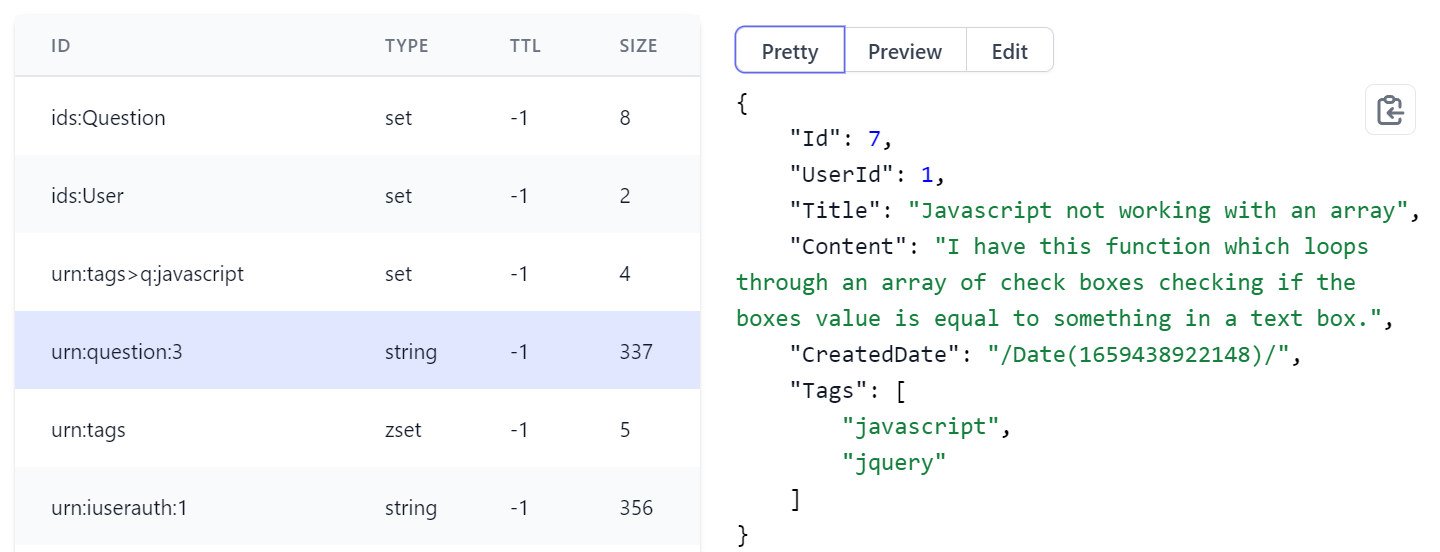 ID TYPE TTL SIZE
ids:Question set -1 8
ids:User set -1 2
urn:tags>q:javascript set -1 4
urn:question:3 string -1 337
urn:tags zset -1 5
urn:iuserauth:1 string -1 356
Pretty Preview Edit
{
    "Id": 7,
    "UserId": 1,
    "Title": "Javascript not working with an array",
    "Content": "I have this function which loops
through an array of check boxes checking if the
boxes value is equal to something in a text box.",
    "CreatedDate": "/Date(1659438922148)/",
    "Tags": [
        "javascript",
        "jquery"
    ]
}